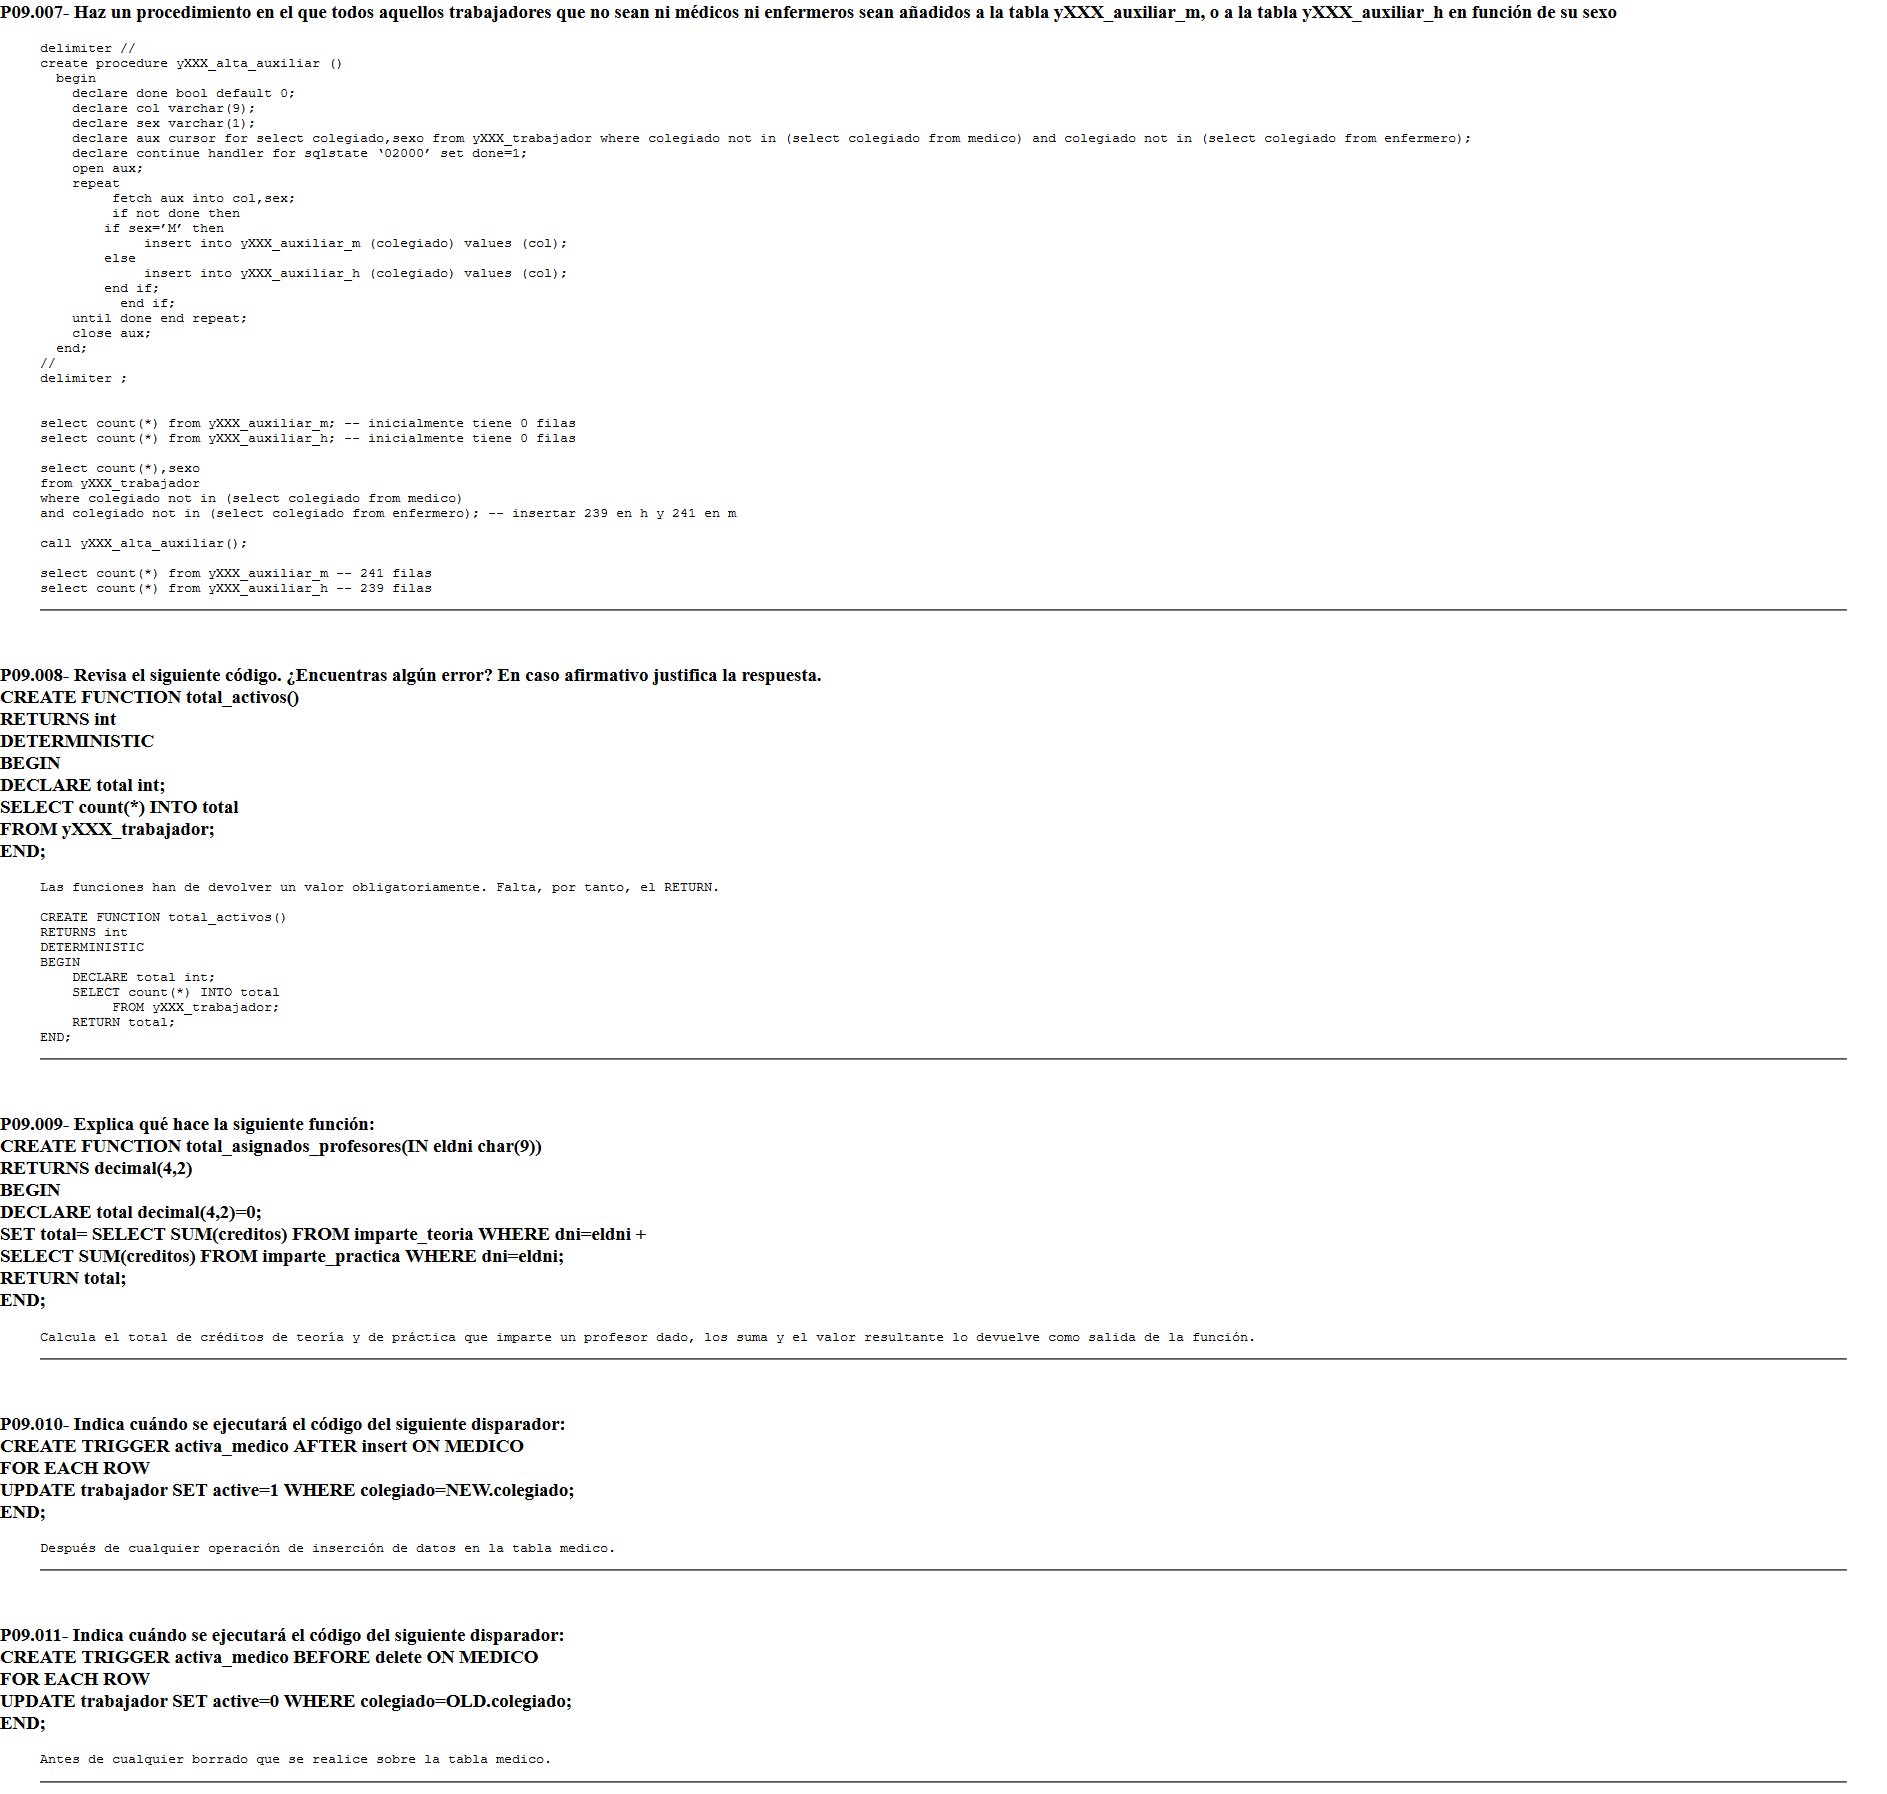 P09.007- Haz un procedimiento en el que todos aquellos trabajadores que no sean ni médicos ni enfermeros sean añadidos a la tabla yXXX_auxiliar_m, o a la tabla yXXX_auxiliar_h en función de su sexo
delimiter //
create procedure yXXX_alta_auxiliar ()
begin
declare done bool default 0;
declare col varchar(9);
declare sex varchar(1);
declare aux cursor for select colegiado,sexo from yXXX_trabajador where colegiado not in (select colegiado from medico) and colegiado not in (select colegiado from enfermero);
declare continue handler for sqlstate ‘02000’ set done=1;
open aux;
repeat
fetch aux into col,sex;
if not done then
if sex=’M’ then
insert into yXXX_auxiliar_m (colegiado) values (col);
else
insert into yXXX_auxiliar_h (colegiado) values (col);
end if;
end if;
until done end repeat;
close aux;
end;
//
delimiter ;
select count(*) from yXXX_auxiliar_m; -- inicialmente tiene 0 filas
select count(*) from yXXX_auxiliar_h; -- inicialmente tiene 0 filas
select count(*),sexo
from yXXX_trabajador
where colegiado not in (select colegiado from medico)
and colegiado not in (select colegiado from enfermero); -- insertar 239 en h y 241 en m
call yXXX_alta_auxiliar();
select count(*) from yXXX_auxiliar_m -- 241 filas
select count(*) from yXXX_auxiliar_h -- 239 filas
P09.008- Revisa el siguiente código. ¿Encuentras algún error? En caso afirmativo justifica la respuesta.
CREATE FUNCTION total_activos()
RETURNS int
DETERMINISTIC
BEGIN
DECLARE total int;
SELECT count(*) INTO total
FROM yXXX_trabajador;
END;
Las funciones han de devolver un valor obligatoriamente. Falta, por tanto, el RETURN.
CREATE FUNCTION total_activos()
RETURNS int
DETERMINISTIC
BEGIN
DECLARE total int;
SELECT count(*) INTO total
FROM yXXX_trabajador;
RETURN total;
END;
P09.009- Explica qué hace la siguiente función:
CREATE FUNCTION total_asignados_profesores(IN eldni char(9))
RETURNS decimal(4,2)
BEGIN
DECLARE total decimal(4,2)=0;
SET total= SELECT SUM(creditos) FROM imparte_teoria WHERE dni=eldni +
SELECT SUM(creditos) FROM imparte_practica WHERE dni=eldni;
RETURN total;
END;
Calcula el total de créditos de teoría y de práctica que imparte un profesor dado, los suma y el valor resultante lo devuelve como salida de la función.
P09.010- Indica cuándo se ejecutará el código del siguiente disparador:
CREATE TRIGGER activa_medico AFTER insert ON MEDICO
FOR EACH ROW
UPDATE trabajador SET active=1 WHERE colegiado=NEW.colegiado;
END;
Después de cualquier operación de inserción de datos en la tabla medico.
P09.011- Indica cuándo se ejecutará el código del siguiente disparador:
CREATE TRIGGER activa_medico BEFORE delete ON MEDICO
FOR EACH ROW
UPDATE trabajador SET active=0 WHERE colegiado=OLD.colegiado;
END;
Antes de cualquier borrado que se realice sobre la tabla medico.